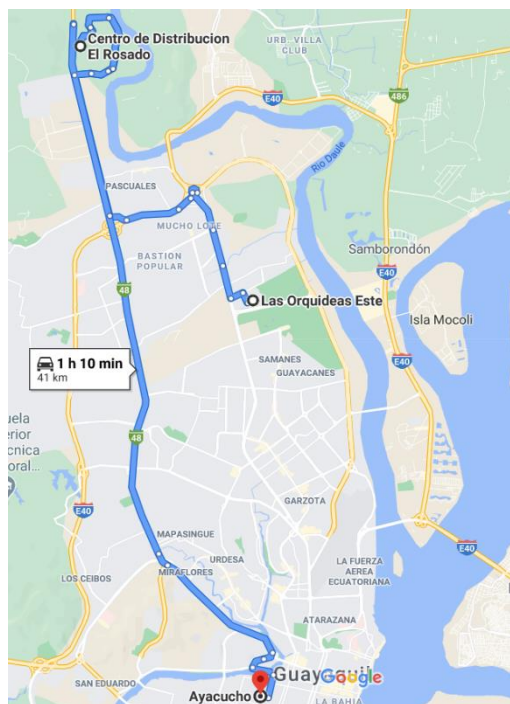 Centro de Distribucion
El Rosado
URB. VILLA
CLUB
486
E40
Rio Daule
PASCUALES
MUCHO LOTE
BASTION
POPULAR
Samborondón
E40
Las Orquideas Este
Isla Mocoli
48
SAMANES
GUAYACANES
1 h 10 min
41 km
E40
48
E40
GARZOTA
E40
MAPASINGUE
URDESA
LA FUERZA
AEREA
ECUATORIANA
LOS CEIBOS
MIRAFLORES
ATARAZANA
SAN EDUARDO
Guayaquil
Google
Ayacucho
LA BAHIA